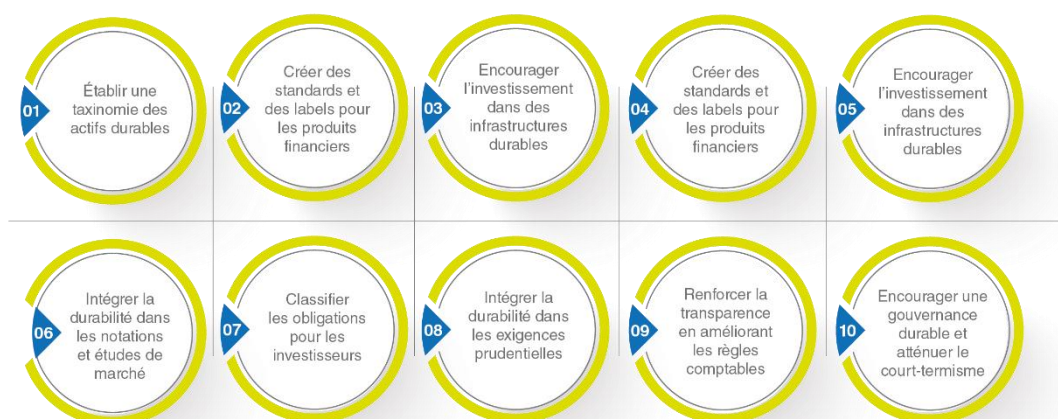 01
Établir une
taxinomie des
actifs durables
02
Créer des
standards et
des labels pour
les produits
financiers
03
Encourager
l'investissement
dans des
infrastructures
durables
04
Créer des
standards et
des labels pour
les produits
financiers
05
Encourager
l'investissement
dans des
infrastructures
durables
06
Intégrer la
durabilité dans
les notations
et études de
marché
07
Classifier
les obligations
pour les
investisseurs
08
Intégrer la
durabilité dans
les exigences
prudentielles
09
Renforcer la
transparence
en améliorant
les règles
comptables
10
Encourager une
gouvernance
durable et
atténuer le
court-termisme